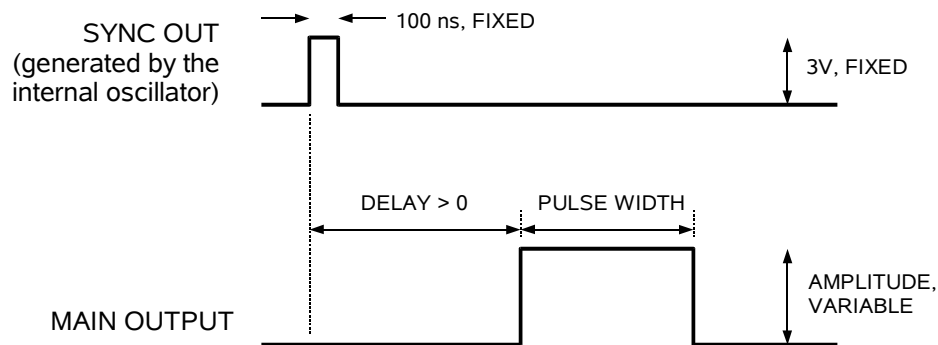 100 ns, FIXED
SYNC OUT
(generated by the
internal oscillator)
3V, FIXED
DELAY > 0
PULSE WIDTH
AMPLITUDE,
VARIABLE
MAIN OUTPUT